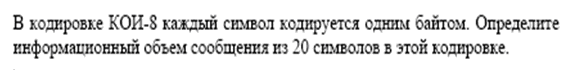 В кодировке КОИ-8 каждый символ кодируется одним байтом. Определите
информационный объем сообщения из 20 символов в этой кодировке.